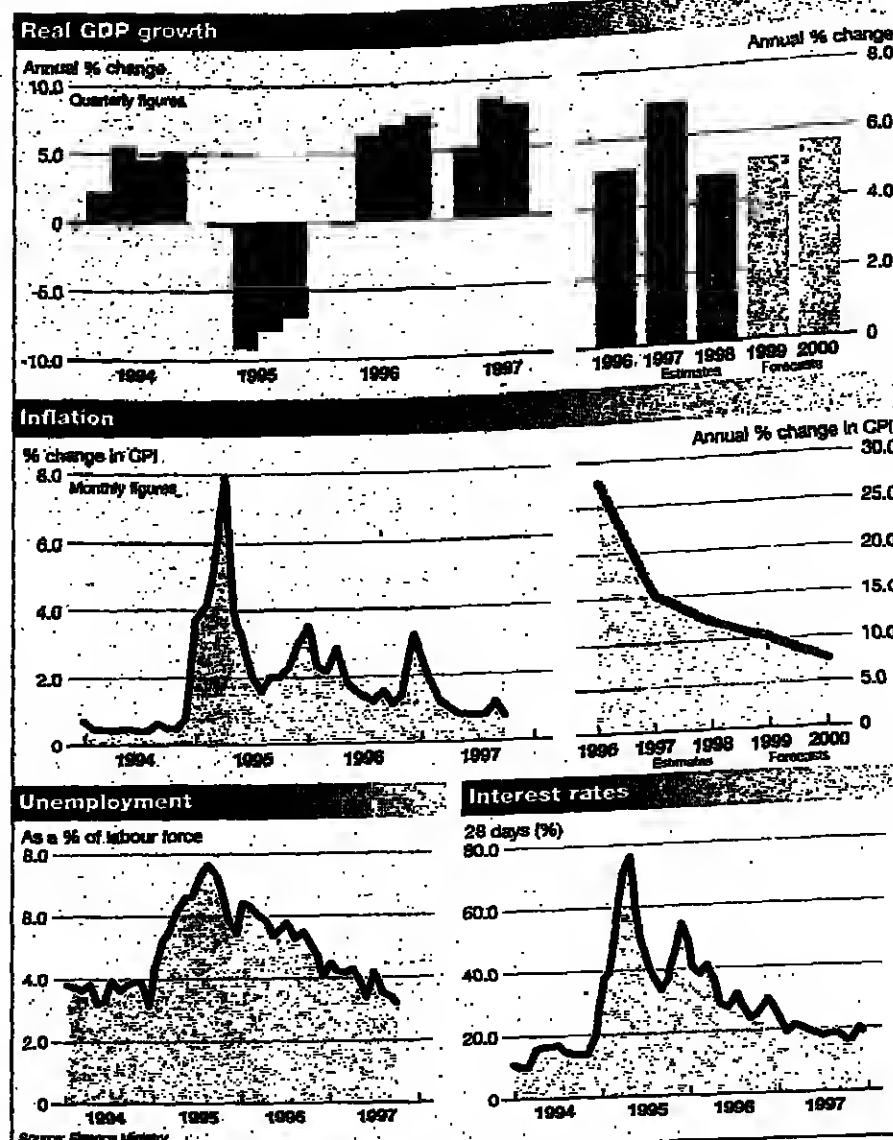 Real GDP growth
Annual % change
Quarterly figures
10.0
5.0
0
-5.0
-10.0
1994 1995 1996 1997
Annual % change
8.0
6.0
4.0
2.0
0
1996 1997 1998 1999 2000
Estimates Forecasts
Inflation
% change in CPI
Monthly figures
8.0
6.0
4.0
2.0
0
1994 1995 1996 1997
Annual % change in CPI
30.0
25.0
20.0
15.0
10.0
5.0
0
1996 1997 1998 1999 2000
Estimates Forecasts
Unemployment
As a % of labour force
8.0
6.0
4.0
2.0
0
1994 1995 1996 1997
Source: Finance Ministry
Interest rates
28 days (%)
80.0
60.0
40.0
20.0
0
1994 1995 1996 1997